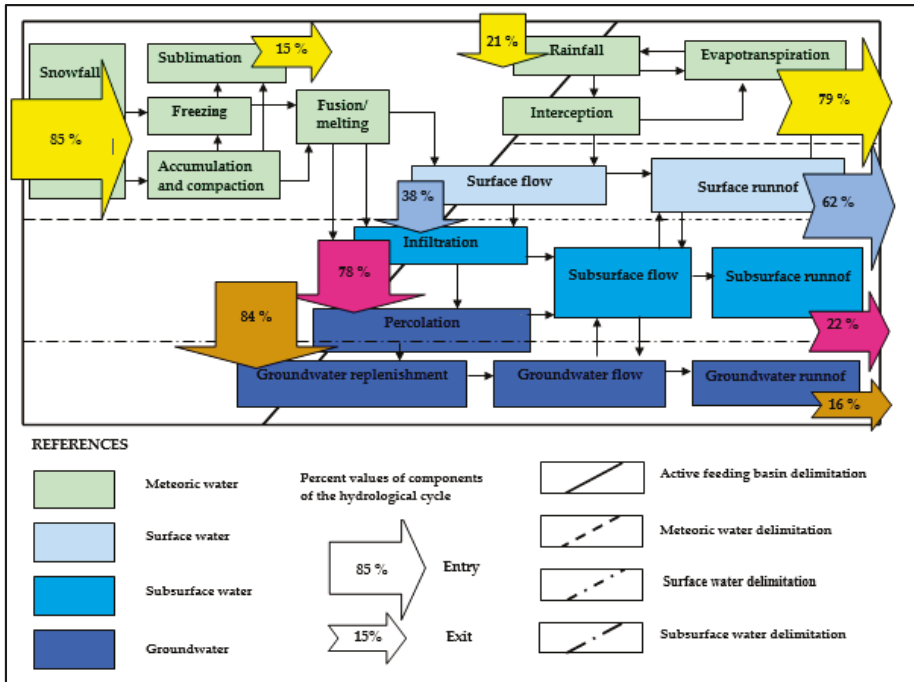 Snowfall
Sublimation
15 %
21 %
Rainfall
Evapotranspiration
79 %
85 %
Freezing
Fusion/
melting
Interception
Accumulation
and compaction
Surface flow
Surface runnof
38 %
62 %
Infiltration
78 %
Subsurface flow
Subsurface runnof
84 %
Percolation
22 %
Groundwater replenishment
Groundwater flow
Groundwater runnof
16 %
REFERENCES
Meteoric water
Surface water
Subsurface water
Groundwater
Percent values of components
of the hydrological cycle
85 %
Entry
15%
Exit
Active feeding basin delimitation
Meteoric water delimitation
Surface water delimitation
Subsurface water delimitation